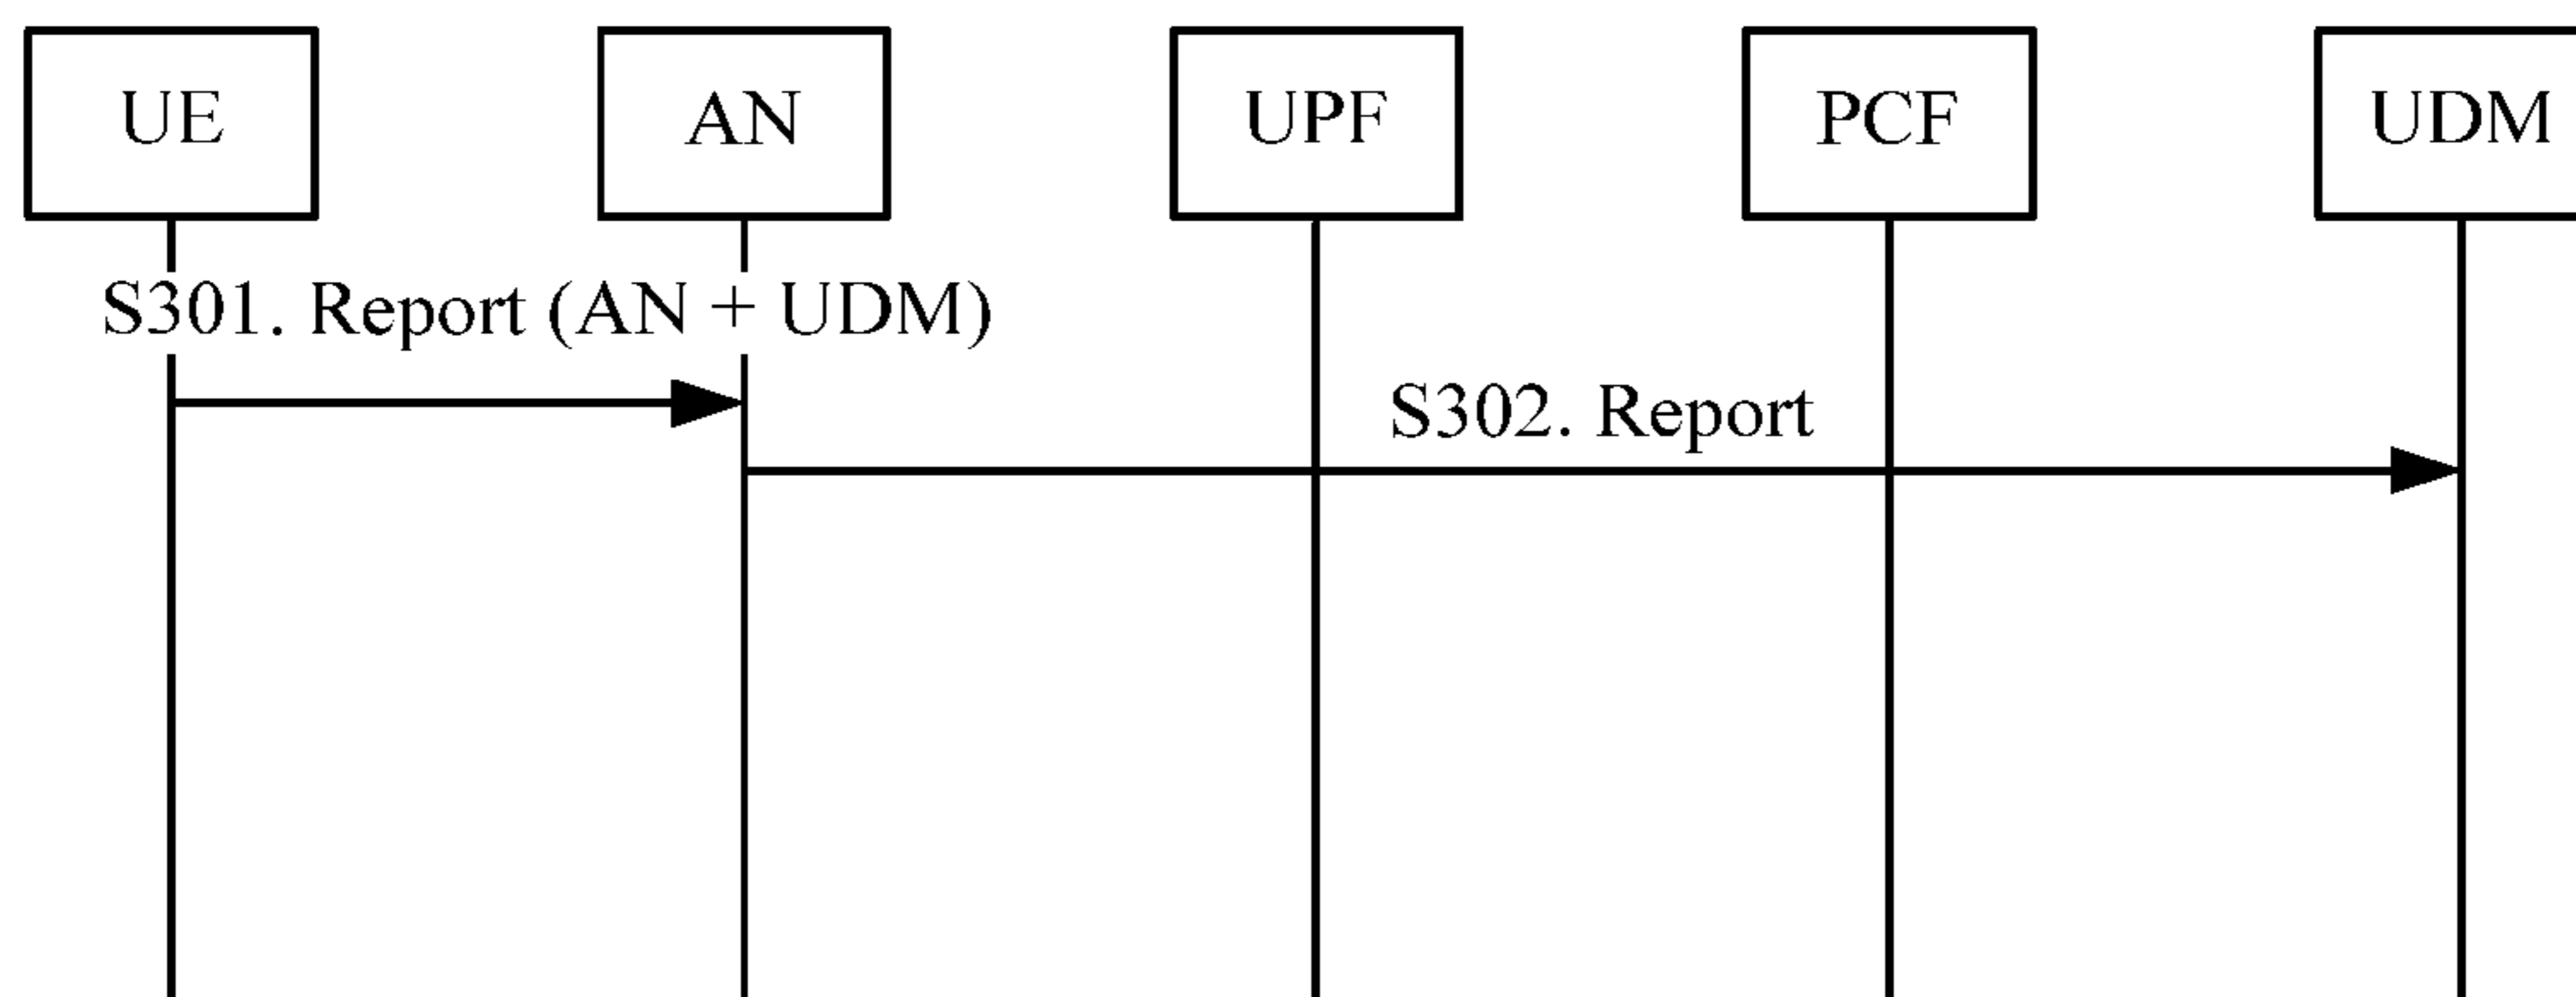 UE
AN
UPF
PCF
UDM
S301. Report (AN + UDM)
S302. Report